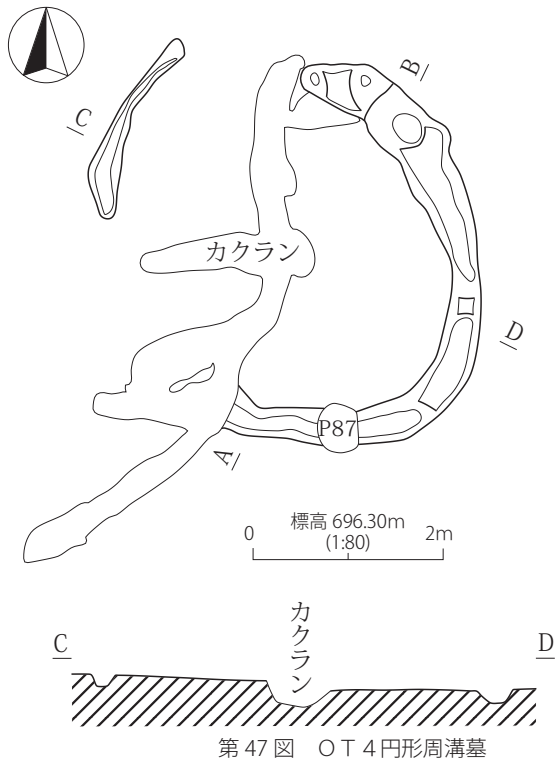 B
C
カクラン
D
P87
A
標高 696.30m
0 (1:80) 2m
カクラン
C D
第 47 図 ＯＴ４円形周溝墓